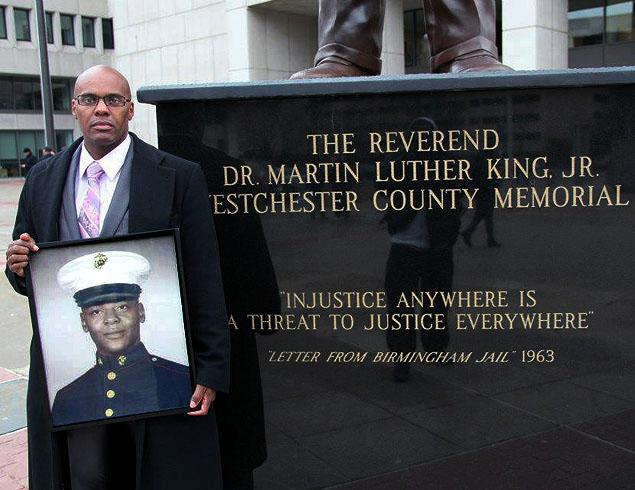 THE REVEREND
DR. MARTIN LUTHER KING, JR.
WESTCHESTER COUNTY MEMORIAL
"INJUSTICE ANYWHERE IS
A THREAT TO JUSTICE EVERYWHERE"
"LETTER FROM BIRMINGHAM JAIL" 1963